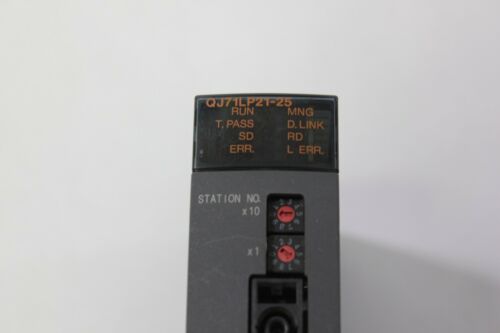 QJ71LP21-25
RUN MNG
T. PASS D. LINK
SD RD
ERR. L ERR.
STATION NO.
x10
x1